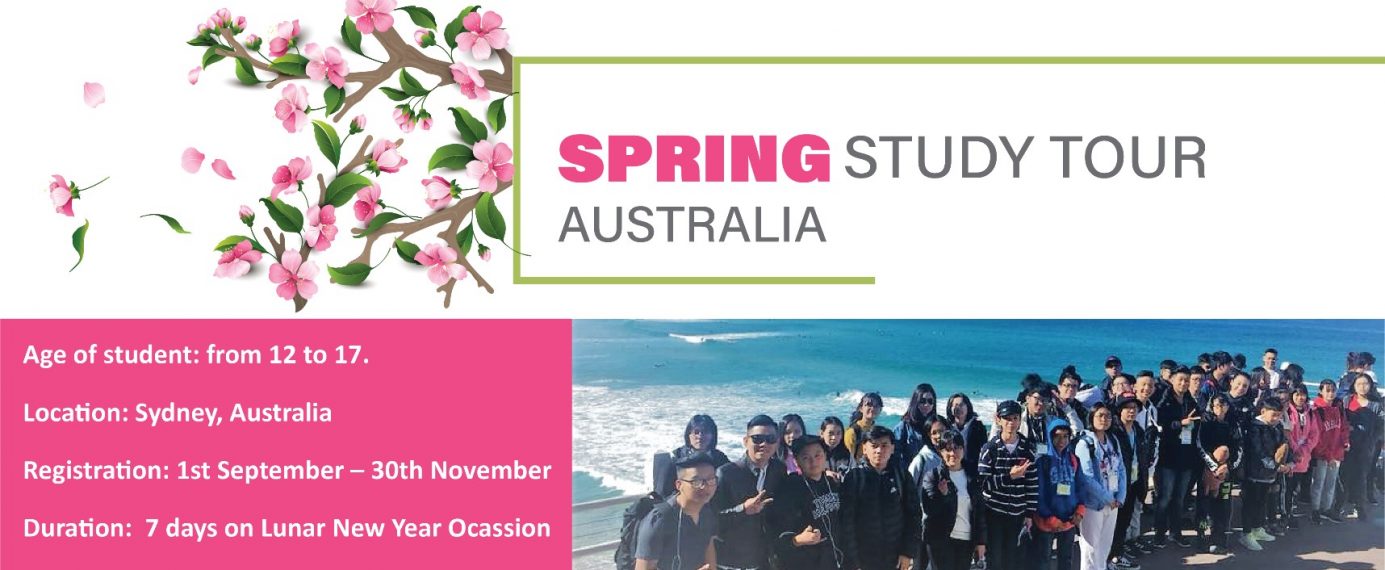 SPRING STUDY TOUR
AUSTRALIA
Age of student: from 12 to 17.
Location: Sydney, Australia
Registration: 1st September – 30th November
Duration:  7 days on Lunar New Year Ocassion